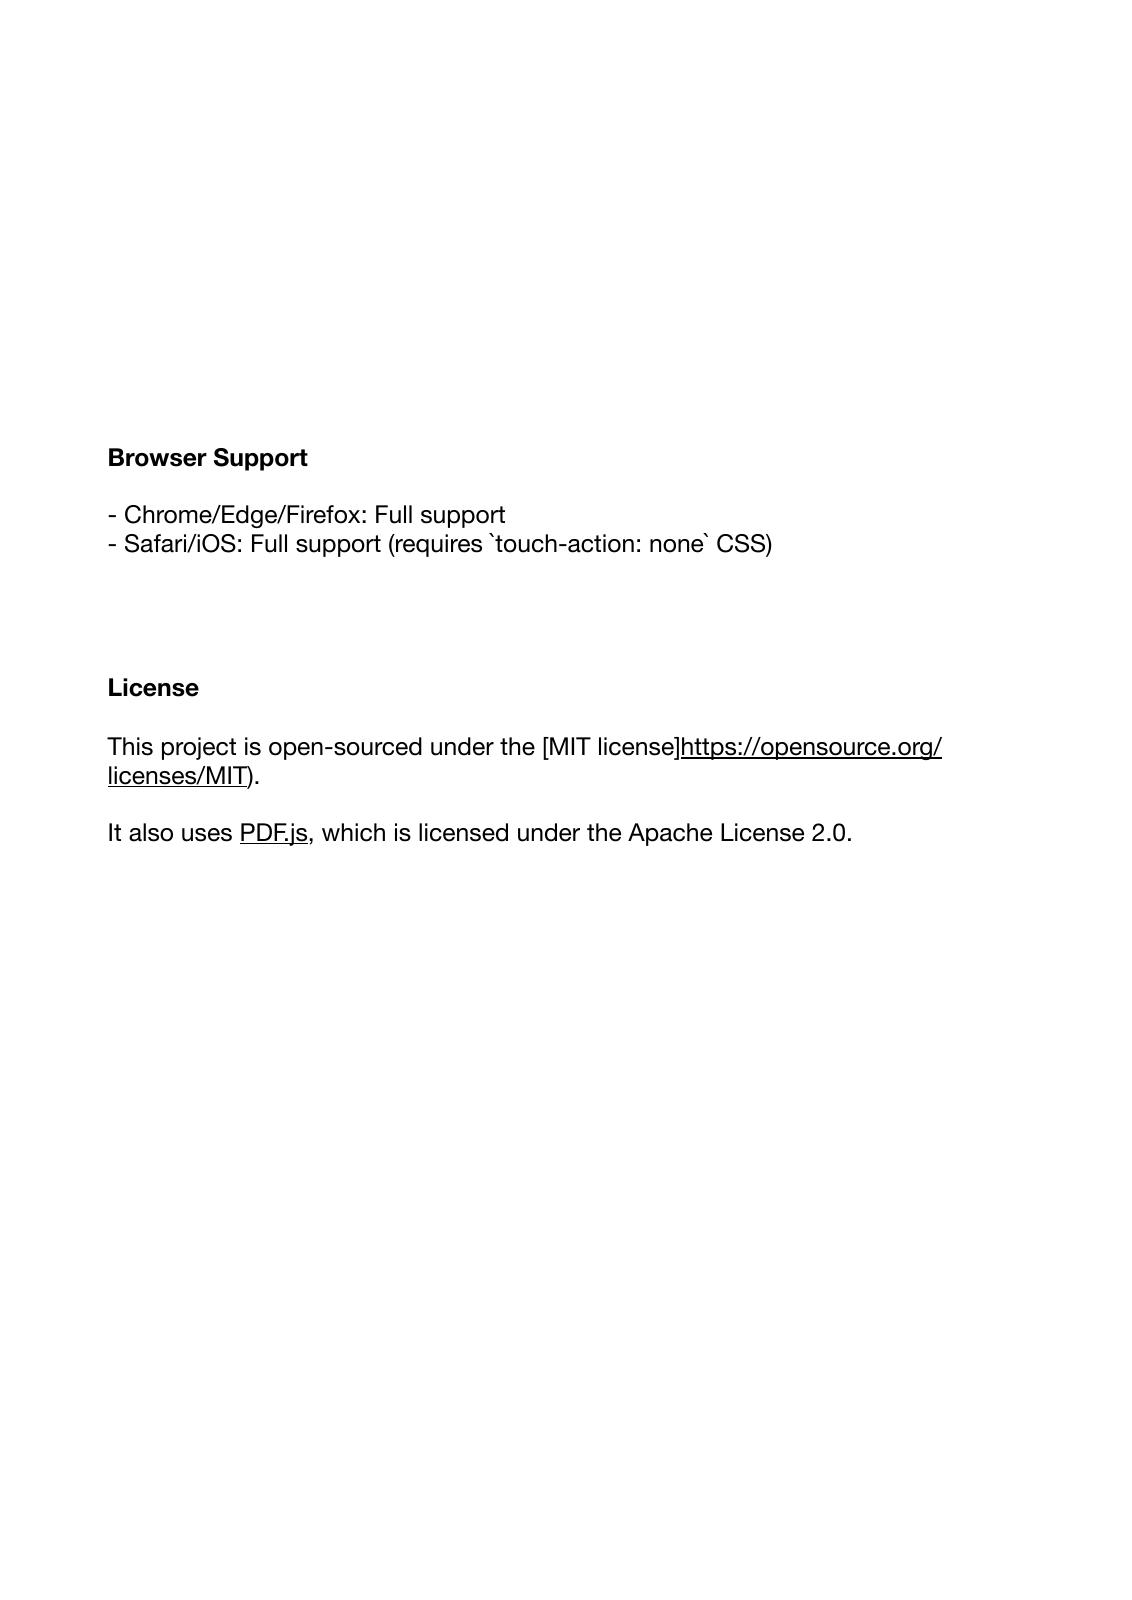 Browser Support
- Chrome/Edge/Firefox: Full support
- Safari/iOS: Full support (requires `touch-action: none` CSS)
License
This project is open-sourced under the [MIT license]https://opensource.org/
licenses/MIT).
It also uses PDF.js, which is licensed under the Apache License 2.0.